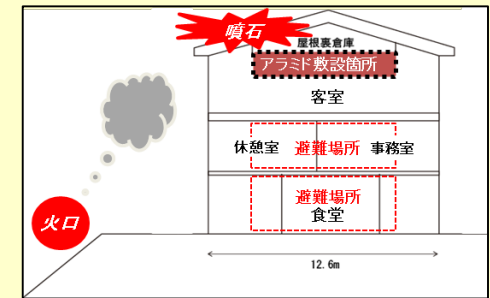 噴石
屋根裏倉庫
アラミド敷設箇所
客室
休憩室 避難場所 事務室
避難場所
食堂
火口
12.6m